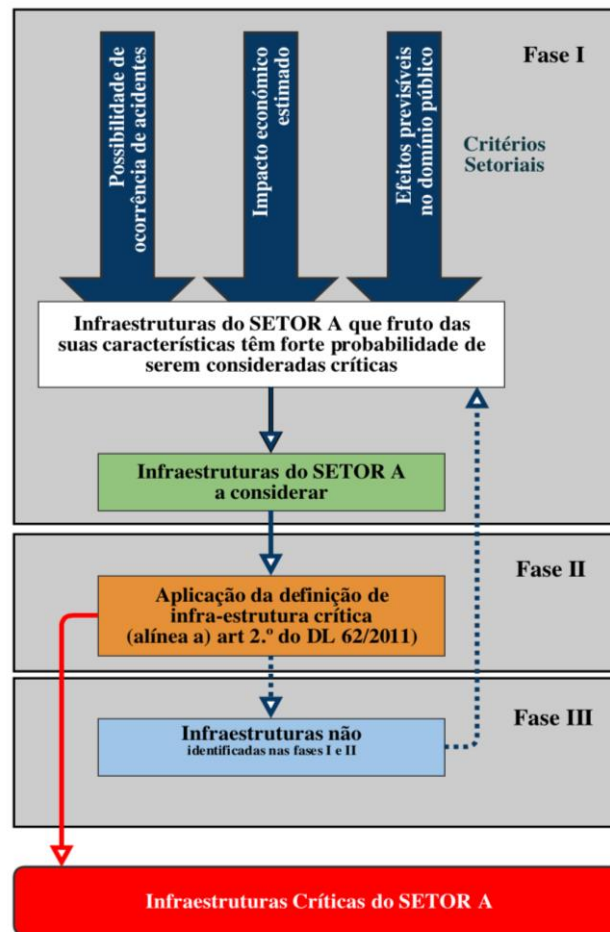 Fase I
Possibilidade de
ocorrência de acidentes
Impacto económico
estimado
Efeitos previsíveis
no domínio público
Critérios
Setoriais
Infraestruturas do SETOR A que fruto das
suas características têm forte probabilidade de
serem consideradas críticas
Infraestruturas do SETOR A
a considerar
Fase II
Aplicação da definição de
infra-estrutura crítica
(alínea a) art 2.º do DL 62/2011)
Fase III
Infraestruturas não
identificadas nas fases I e II
Infraestruturas Críticas do SETOR A